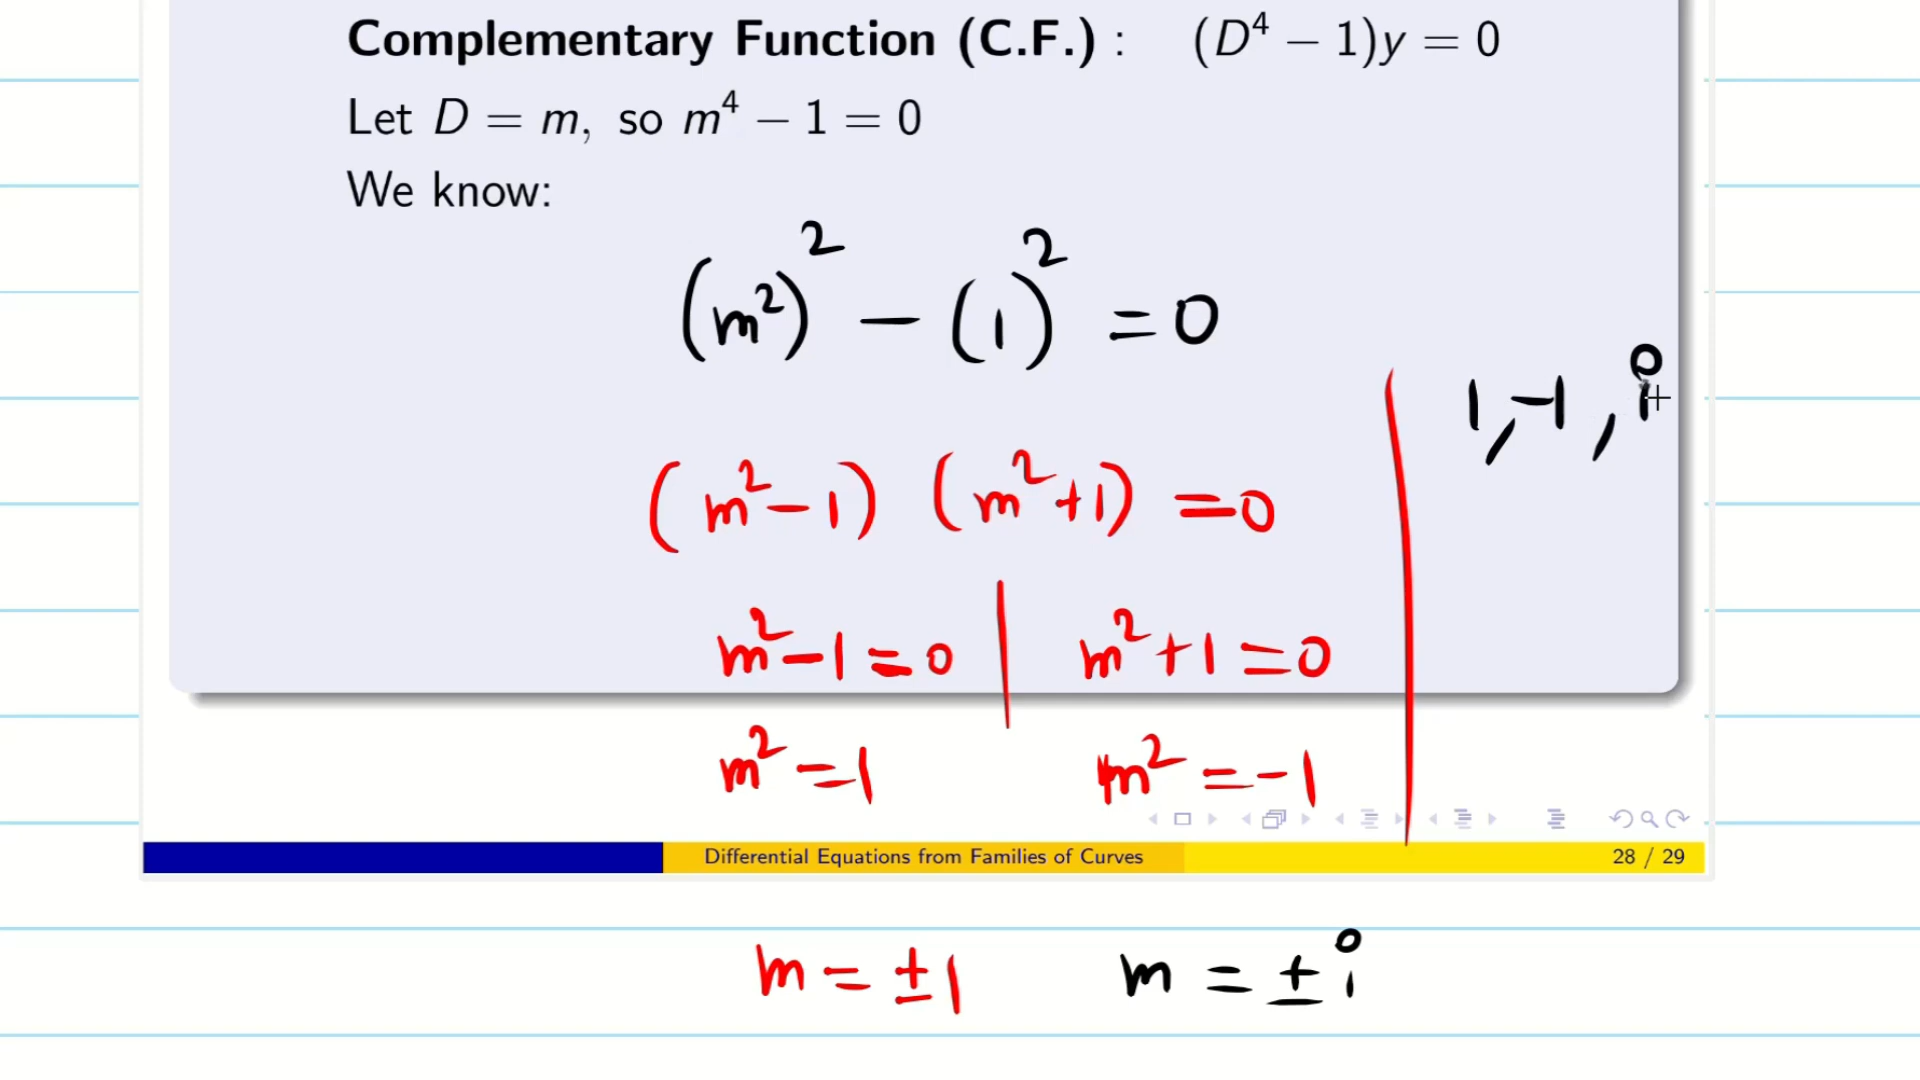 Complementary Function (C.F.) : (D⁴ − 1)y = 0
Let D = m, so m⁴ − 1 = 0
We know:
(m²)² − (1)² = 0
1, −1, i
(m² − 1) (m² + 1) = 0
m² − 1 = 0 | m² + 1 = 0
m² = 1 m² = −1
Differential Equations from Families of Curves 28 / 29
m = ± 1 m = ± i